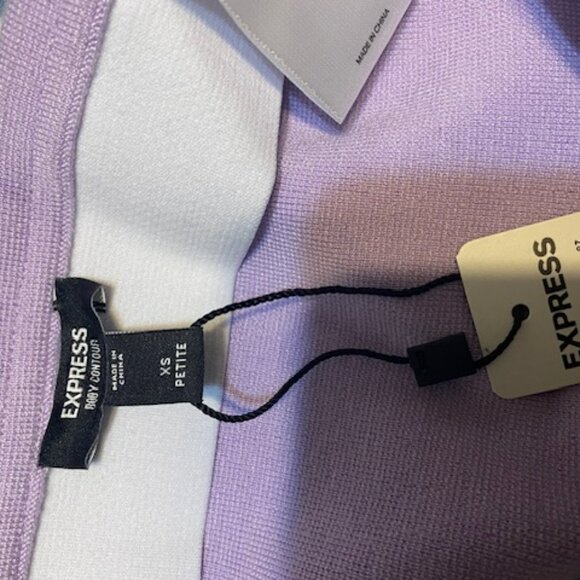 MADE IN CHINA
EXPRESS
BODY CONTOUR
MADE IN
CHINA
XS
PETITE
EXPRESS